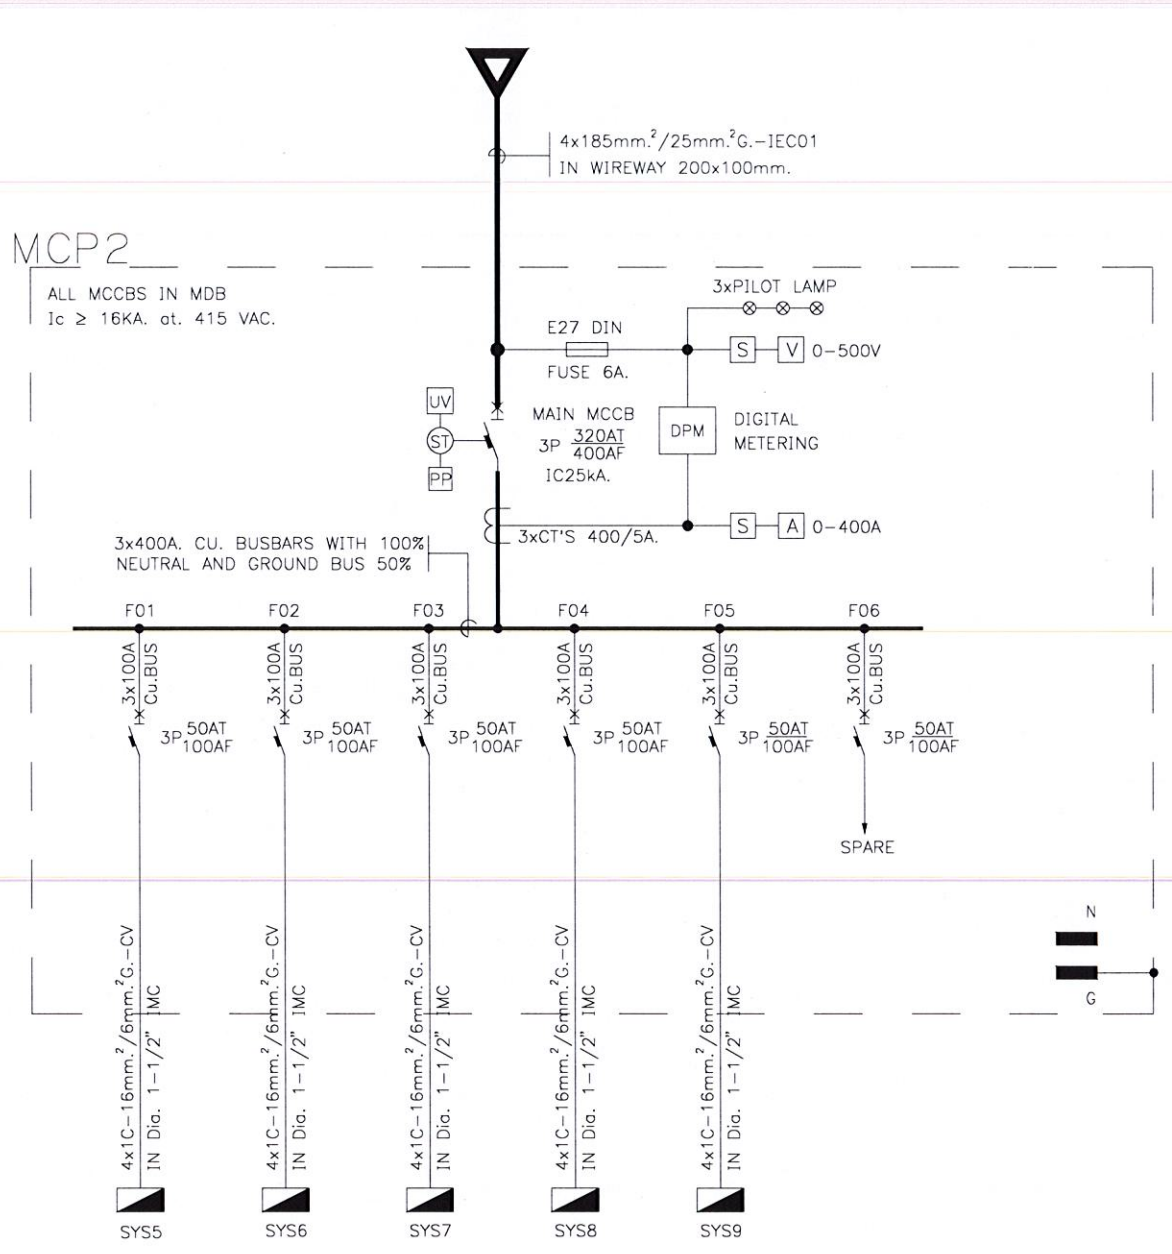 4x185mm.²/25mm.²G.-IEC01
IN WIREWAY 200x100mm.
MCP2
ALL MCCBS IN MDB
Ic ≥ 16KA. at. 415 VAC.
3xPILOT LAMP
E27 DIN
FUSE 6A.
S
V
0-500V
UV
ST
PP
MAIN MCCB
3P 320AT
400AF
IC25kA.
DPM
DIGITAL
METERING
3xCT'S 400/5A.
S
A
0-400A
3x400A. CU. BUSBARS WITH 100%
NEUTRAL AND GROUND BUS 50%
F01
F02
F03
F04
F05
F06
3x100A
Cu.BUS
3x100A
Cu.BUS
3x100A
Cu.BUS
3x100A
Cu.BUS
3x100A
Cu.BUS
3x100A
Cu.BUS
3P 50AT
100AF
3P 50AT
100AF
3P 50AT
100AF
3P 50AT
100AF
3P 50AT
100AF
3P 50AT
100AF
SPARE
N
G
4x1C-16mm.²/6mm.²G.-CV
IN Dia. 1-1/2" IMC
4x1C-16mm.²/6mm.²G.-CV
IN Dia. 1-1/2" IMC
4x1C-16mm.²/6mm.²G.-CV
IN Dia. 1-1/2" IMC
4x1C-16mm.²/6mm.²G.-CV
IN Dia. 1-1/2" IMC
4x1C-16mm.²/6mm.²G.-CV
IN Dia. 1-1/2" IMC
SYS5
SYS6
SYS7
SYS8
SYS9